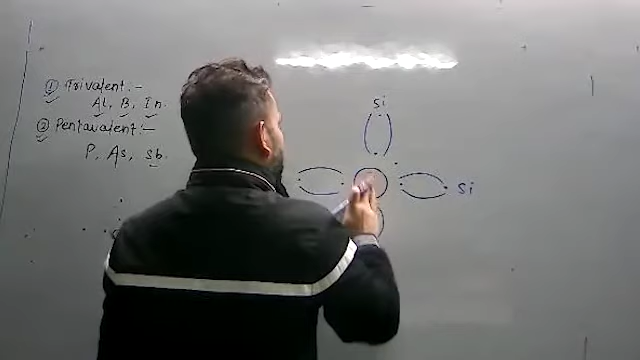 ① Trivalent:-
Al, B, In.
② Pentavalent:-
P, As, Sb.
Si
Si